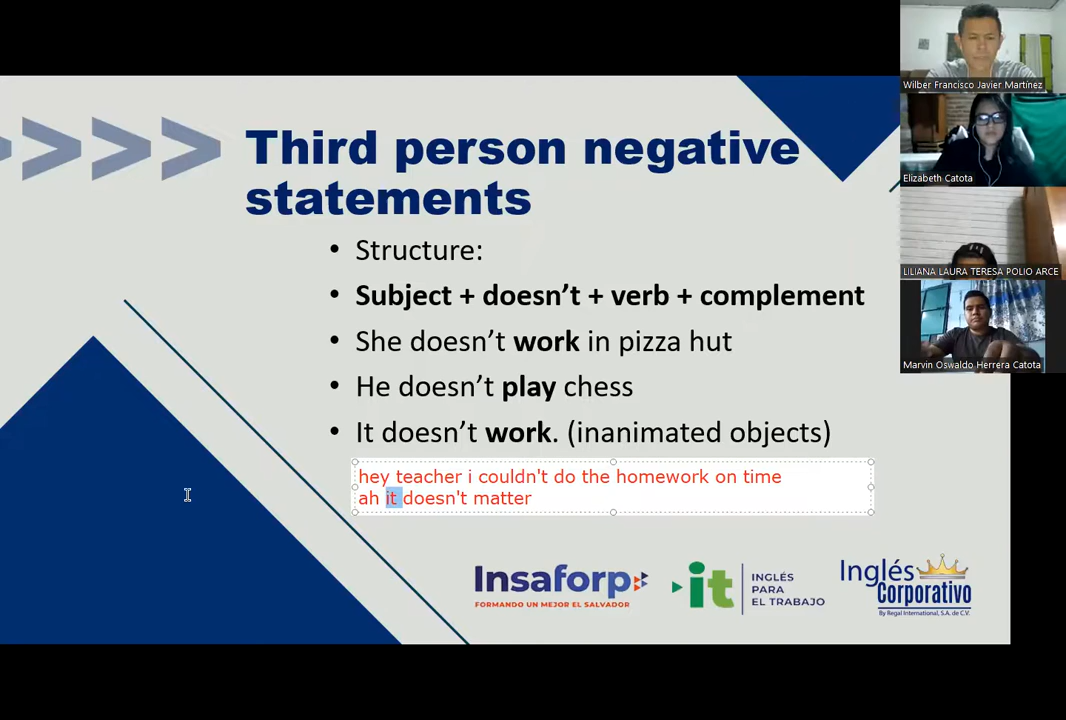 Third person negative
statements
• Structure:
• Subject + doesn't + verb + complement
• She doesn't work in pizza hut
• He doesn't play chess
• It doesn't work. (inanimated objects)
hey teacher i couldn't do the homework on time
ah it doesn't matter
Insaforp
FORMANDO UN MEJOR EL SALVADOR
it
INGLÉS
PARA
EL TRABAJO
Inglés
Corporativo
By Regal International, S.A. de C.V.
Wilber Francisco Javier Martínez
Elizabeth Catota
LILIANA LAURA TERESA POLIO ARCE
Marvin Oswaldo Herrera Catota